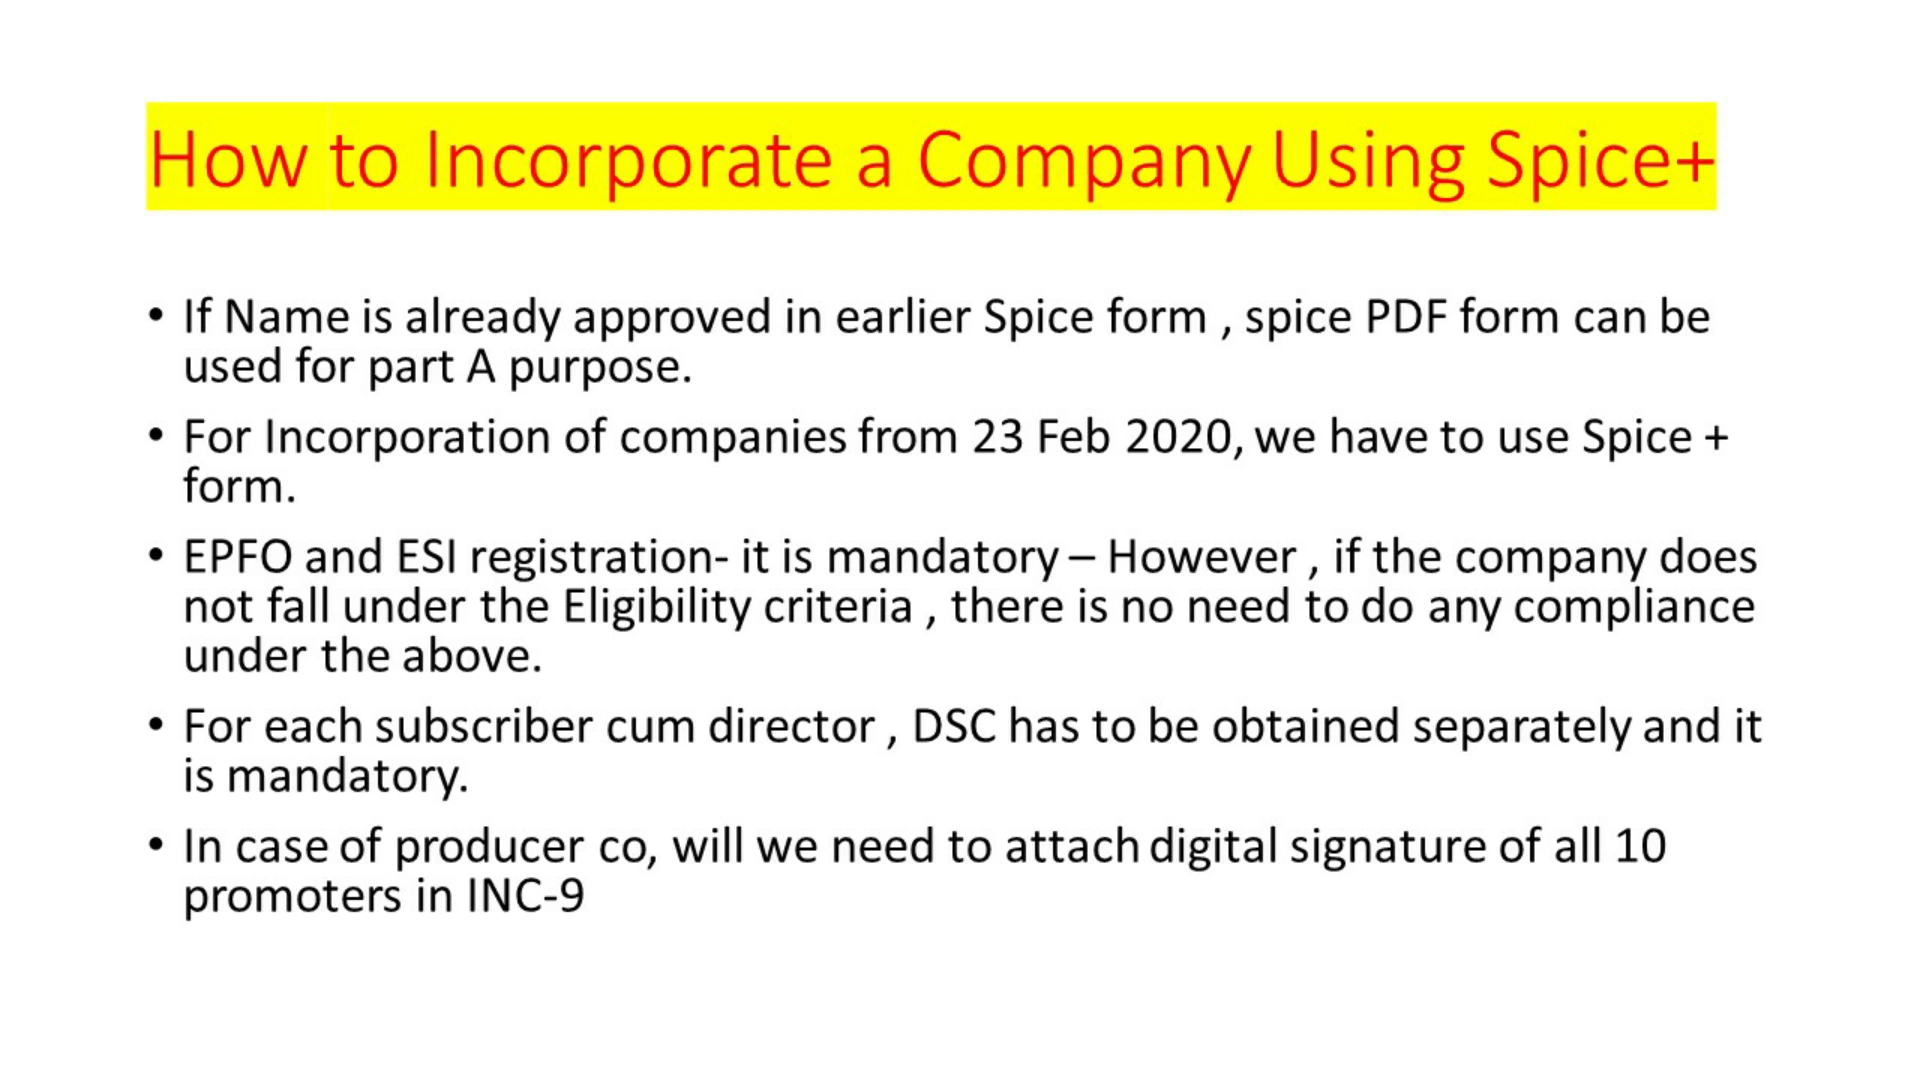 How to Incorporate a Company Using Spice+
• If Name is already approved in earlier Spice form , spice PDF form can be
used for part A purpose.
• For Incorporation of companies from 23 Feb 2020, we have to use Spice +
form.
• EPFO and ESI registration- it is mandatory – However , if the company does
not fall under the Eligibility criteria , there is no need to do any compliance
under the above.
• For each subscriber cum director , DSC has to be obtained separately and it
is mandatory.
• In case of producer co, will we need to attach digital signature of all 10
promoters in INC-9